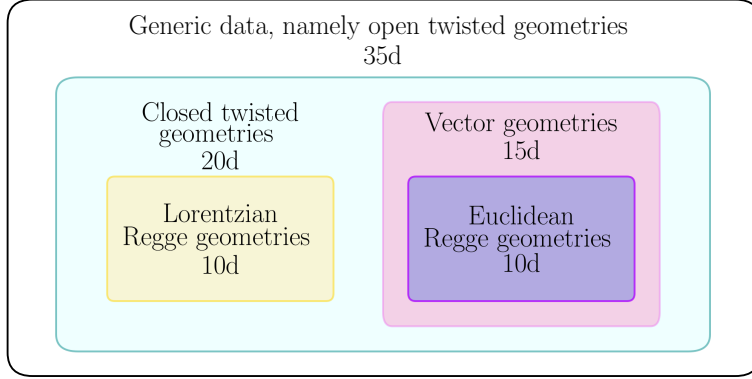 Generic data, namely open twisted geometries
35d
Closed twisted
geometries
20d
Vector geometries
15d
Lorentzian
Regge geometries
10d
Euclidean
Regge geometries
10d